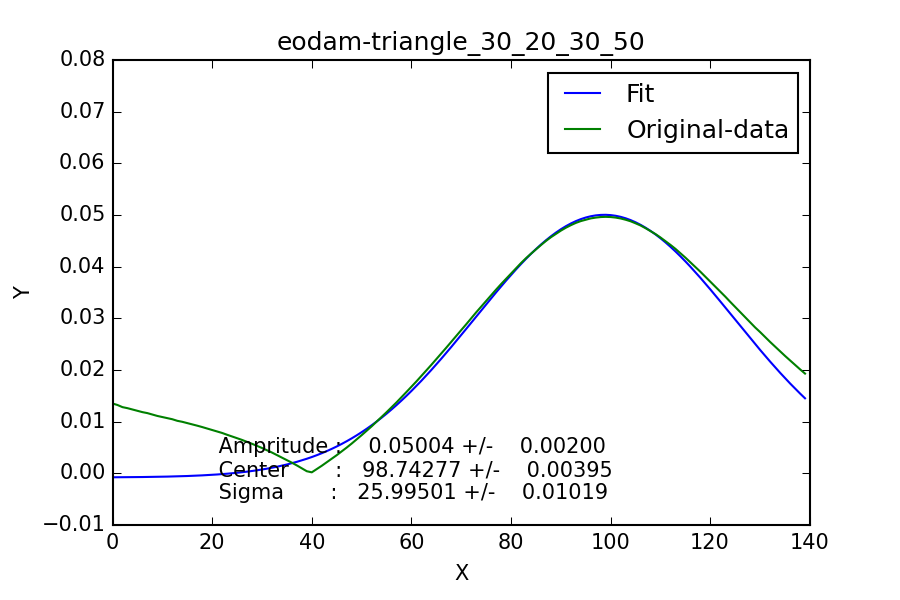 eodam-triangle_30_20_30_50
0.08
0.07
0.06
0.05
0.04
0.03
0.02
0.01
0.00
−0.01
Y
Fit
Original-data
Ampritude : 0.05004 +/- 0.00200
Center : 98.74277 +/- 0.00395
Sigma : 25.99501 +/- 0.01019
0 20 40 60 80 100 120 140
X